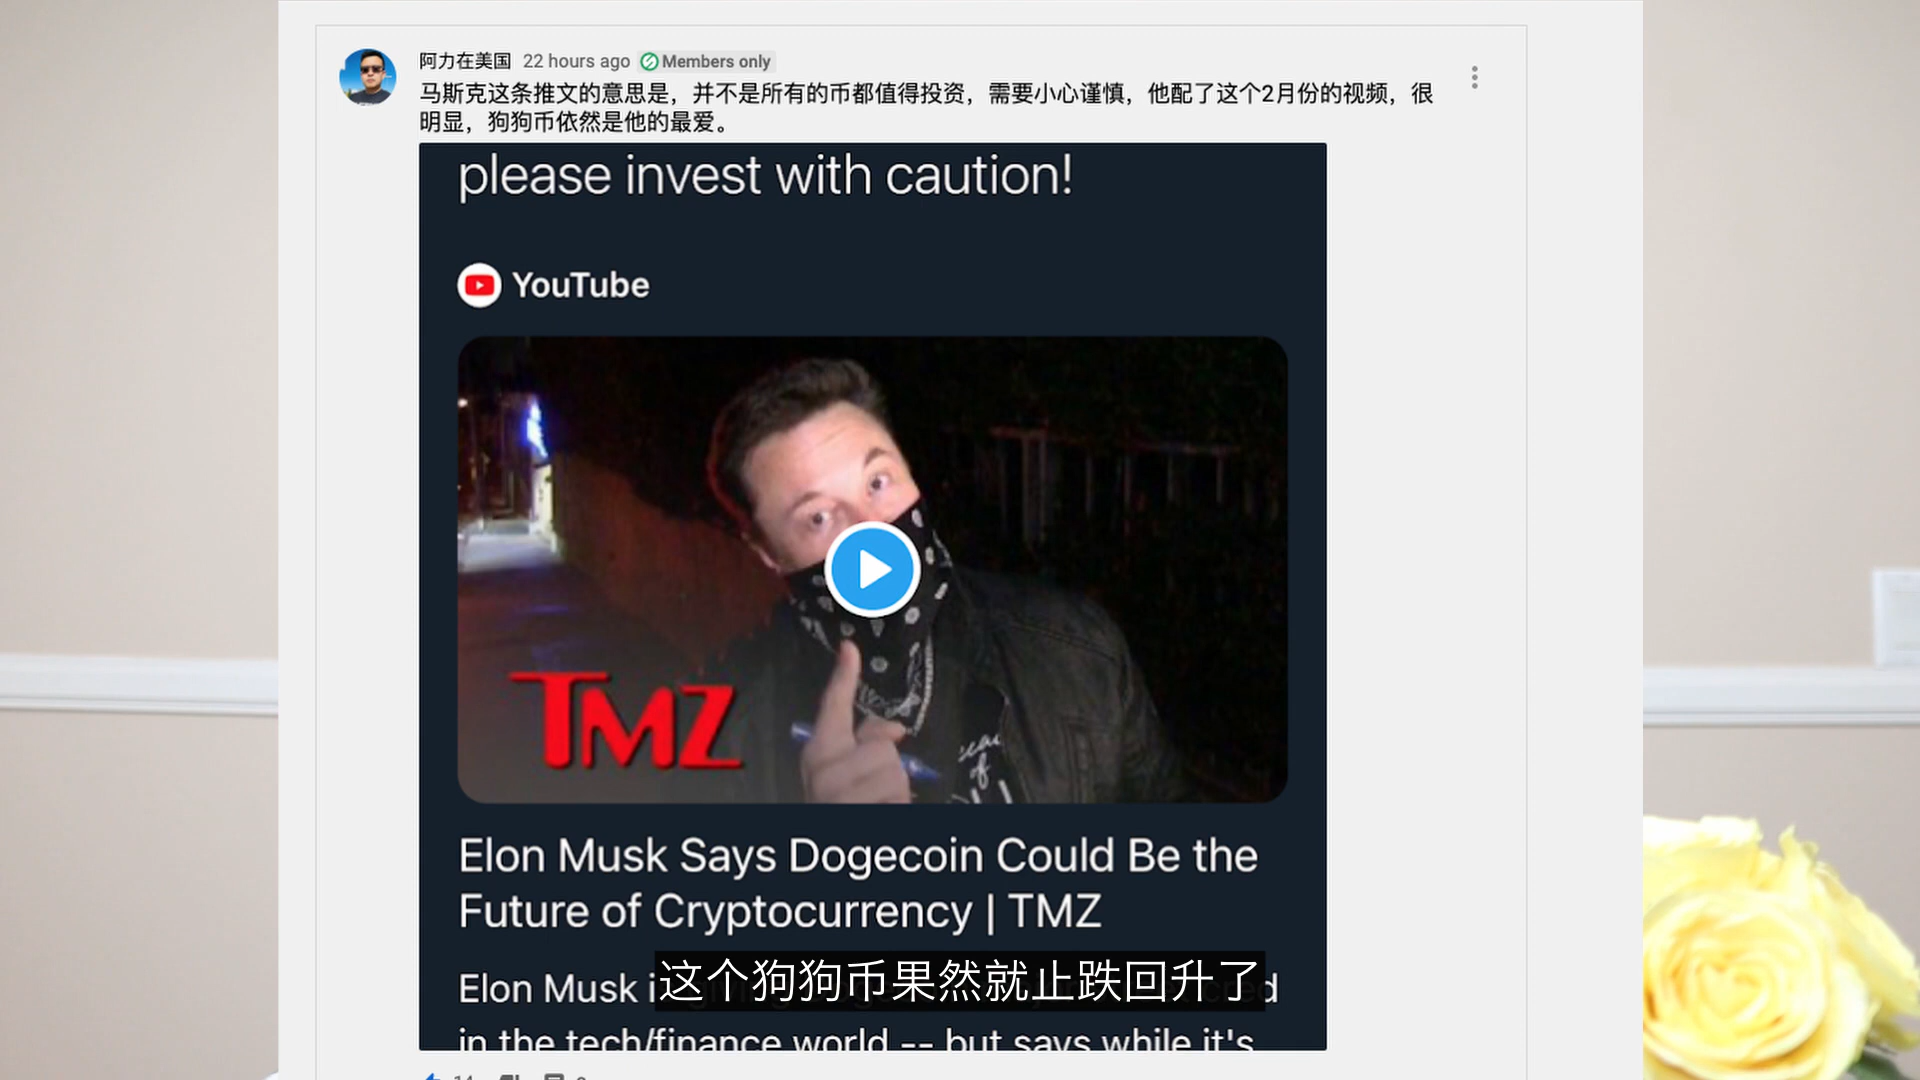 阿力在美国 22 hours ago Members only
马斯克这条推文的意思是，并不是所有的币都值得投资，需要小心谨慎，他配了这个2月份的视频，很
明显，狗狗币依然是他的最爱。
please invest with caution!
YouTube
TMZ
Elon Musk Says Dogecoin Could Be the
Future of Cryptocurrency | TMZ
Elon Musk
这个狗狗币果然就止跌回升了
in the tech/finance world -- but says while it's